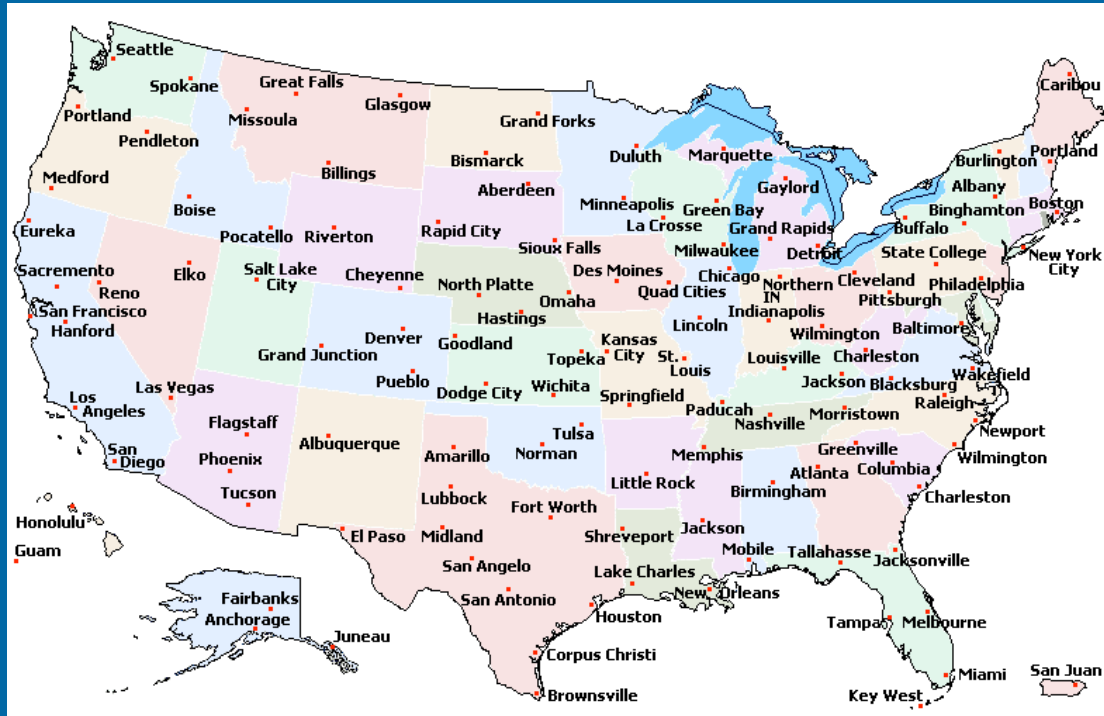 Seattle
Spokane
Great Falls
Glasgow
Caribou
Portland
Missoula
Grand Forks
Pendleton
Duluth
Marquette
Burlington
Portland
Bismarck
Billings
Medford
Aberdeen
Gaylord
Albany
Boise
Minneapolis
Green Bay
Binghamton
Boston
Eureka
Pocatello
Riverton
Rapid City
La Crosse
Grand Rapids
Buffalo
Sioux Falls
Milwaukee
Detroit
State College
New York
City
Sacremento
Elko
Salt Lake
City
Cheyenne
Des Moines
Chicago
Northern
IN
Cleveland
Philadelphia
Reno
North Platte
Omaha
Quad Cities
Pittsburgh
San Francisco
Hanford
Hastings
Lincoln
Indianapolis
Wilmington
Baltimore
Denver
Goodland
Kansas
City
Grand Junction
Topeka
St.
Louis
Louisville
Charleston
Wakefield
Las Vegas
Pueblo
Dodge City
Wichita
Springfield
Jackson
Blacksburg
Raleigh
Los
Angeles
Paducah
Nashville
Morristown
Newport
Flagstaff
Albuquerque
Amarillo
Tulsa
Norman
Memphis
Greenville
Wilmington
San
Diego
Phoenix
Little Rock
Atlanta
Columbia
Tucson
Lubbock
Birmingham
Charleston
Honolulu
Fort Worth
El Paso
Midland
Shreveport
Jackson
Guam
Mobile
Tallahasse
Jacksonville
San Angelo
Lake Charles
Fairbanks
San Antonio
New Orleans
Anchorage
Houston
Tampa
Melbourne
Juneau
Corpus Christi
Miami
San Juan
Brownsville
Key West